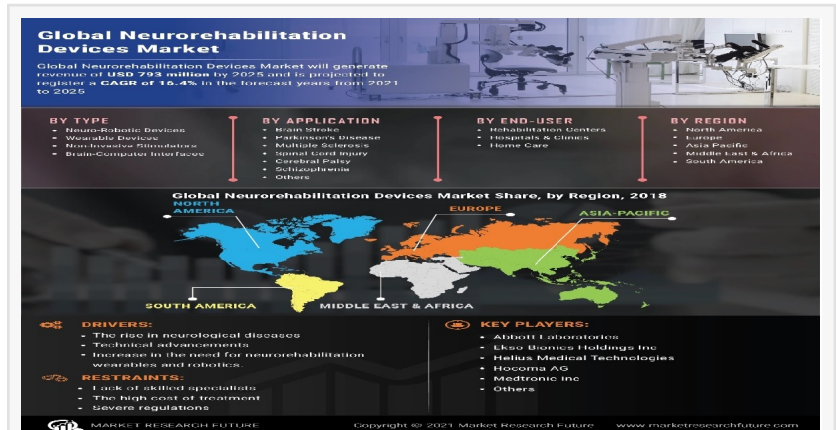 Global Neurorehabilitation
Devices Market
Global Neurorehabilitation Devices Market will generate
revenue of USD 793 million by 2025 and is projected to
register a CAGR of 15.4% in the forecast years from 2021
to 2025
BY TYPE
Neuro-Robotic Devices
Wearable Devices
Non-Invasive Stimulators
Brain-Computer Interfaces
BY APPLICATION
Brain Stroke
Parkinson's Disease
Multiple Sclerosis
Spinal Cord Injury
Cerebral Palsy
Schizophrenia
Others
BY END-USER
Rehabilitation Centers
Hospitals & Clinics
Home Care
BY REGION
North America
Europe
Asia Pacific
Middle East & Africa
South America
Global Neurorehabilitation Devices Market Share, by Region, 2018
NORTH
AMERICA
EUROPE
ASIA-PACIFIC
SOUTH AMERICA
MIDDLE EAST & AFRICA
DRIVERS:
The rise in neurological diseases
Technical advancements
Increase in the need for neurorehabilitation
wearables and robotics.
RESTRAINTS:
Lack of skilled specialists
The high cost of treatment
Severe regulations
KEY PLAYERS:
Abbott Laboratories
Ekso Bionics Holdings Inc
Helius Medical Technologies
Hocoma AG
Medtronic Inc
Others
MARKET RESEARCH FUTURE
Copyright © 2021 Market Research Future
www.marketresearchfuture.com